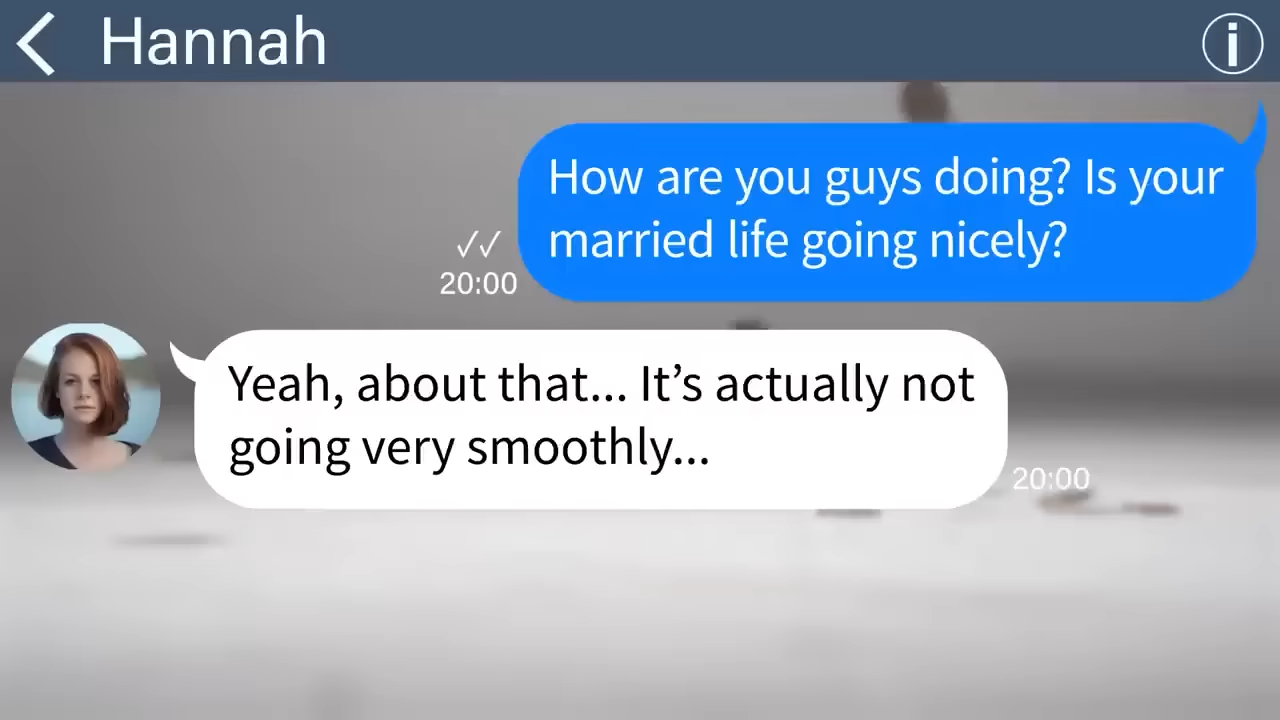 Hannah
How are you guys doing? Is your
married life going nicely?
20:00
Yeah, about that... It’s actually not
going very smoothly...
20:00